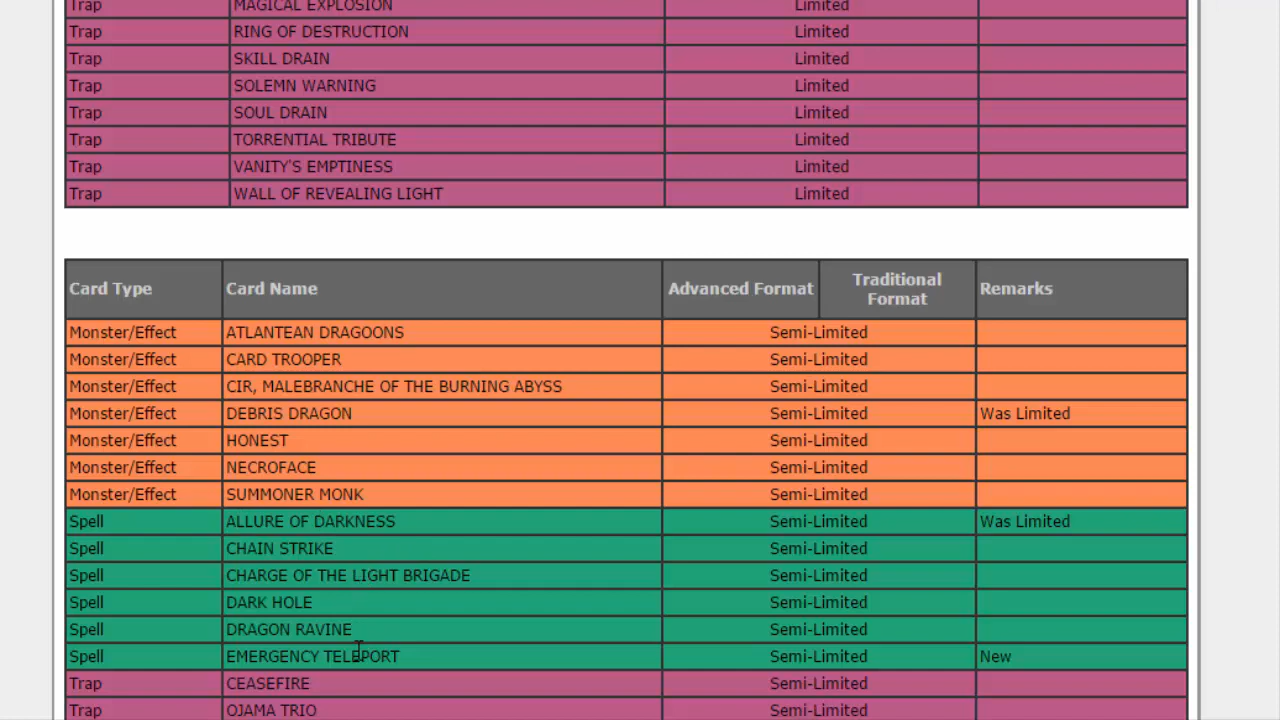 Trap MAGICAL EXPLOSION Limited
Trap RING OF DESTRUCTION Limited
Trap SKILL DRAIN Limited
Trap SOLEMN WARNING Limited
Trap SOUL DRAIN Limited
Trap TORRENTIAL TRIBUTE Limited
Trap VANITY'S EMPTINESS Limited
Trap WALL OF REVEALING LIGHT Limited
Card Type Card Name Advanced Format Traditional Format Remarks
Monster/Effect ATLANTEAN DRAGOONS Semi-Limited
Monster/Effect CARD TROOPER Semi-Limited
Monster/Effect CIR, MALEBRANCHE OF THE BURNING ABYSS Semi-Limited
Monster/Effect DEBRIS DRAGON Semi-Limited Was Limited
Monster/Effect HONEST Semi-Limited
Monster/Effect NECROFACE Semi-Limited
Monster/Effect SUMMONER MONK Semi-Limited
Spell ALLURE OF DARKNESS Semi-Limited Was Limited
Spell CHAIN STRIKE Semi-Limited
Spell CHARGE OF THE LIGHT BRIGADE Semi-Limited
Spell DARK HOLE Semi-Limited
Spell DRAGON RAVINE Semi-Limited
Spell EMERGENCY TELEPORT Semi-Limited New
Trap CEASEFIRE Semi-Limited
Trap OJAMA TRIO Semi-Limited